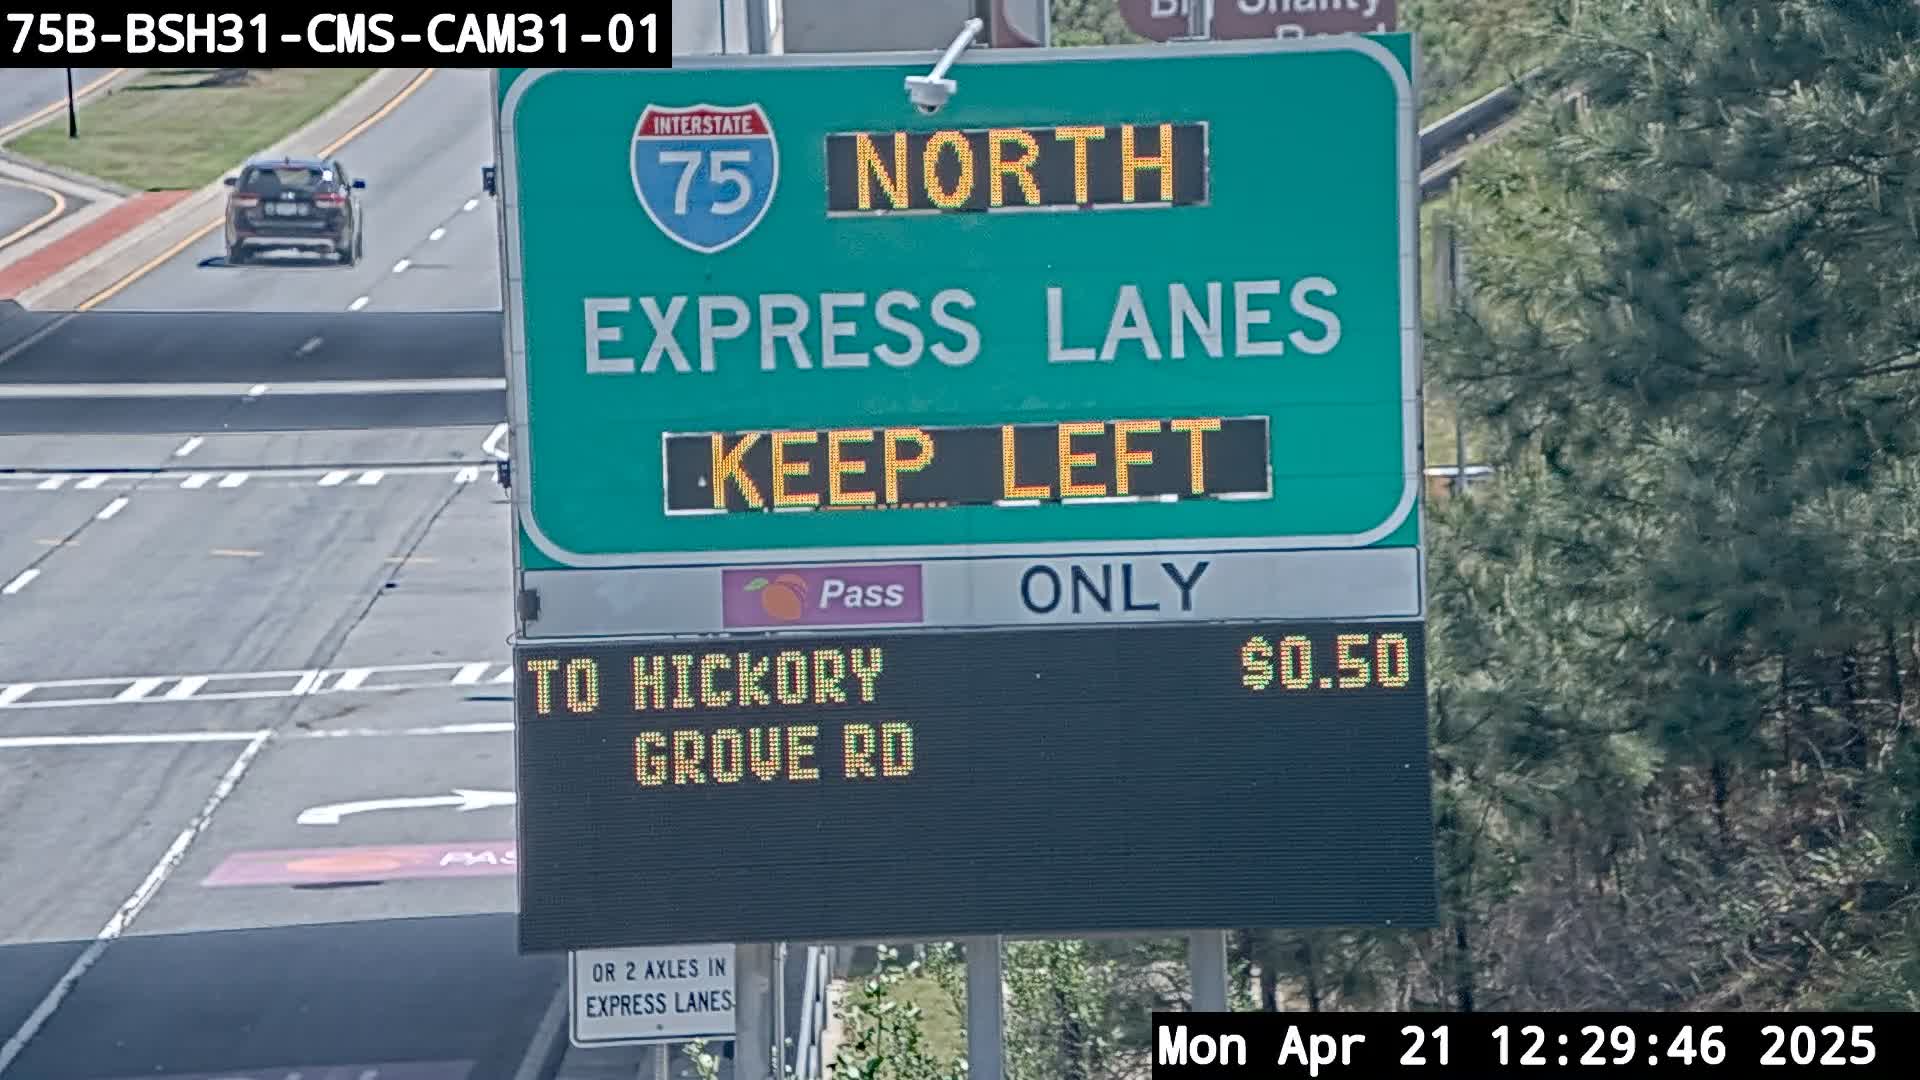 75B-BSH31-CMS-CAM31-01
Shanty
INTERSTATE
75
NORTH
EXPRESS LANES
KEEP LEFT
Pass ONLY
TO HICKORY $0.50
GROVE RD
OR 2 AXLES IN
EXPRESS LANES
Mon Apr 21 12:29:46 2025